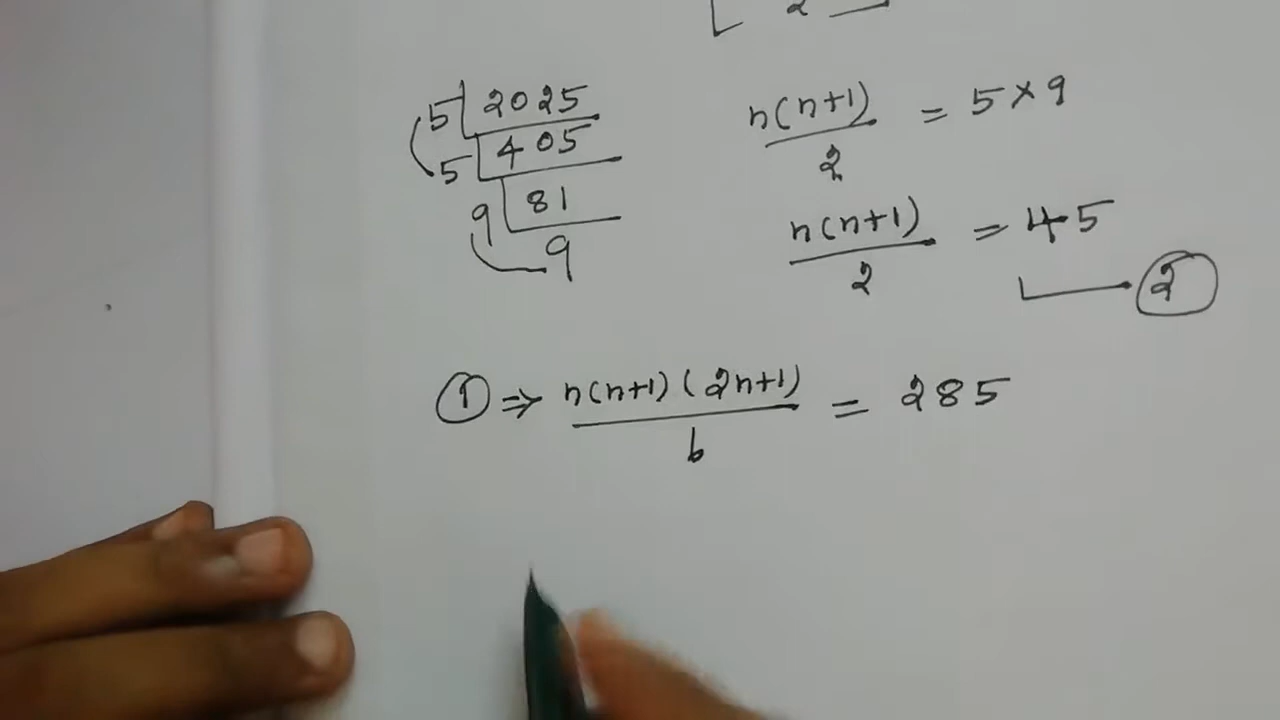 2
5 | 2025
5 | 405
9 | 81
9
n(n+1)/2 = 5 × 9
n(n+1)/2 = 45
2
1 ⇒ n(n+1)(2n+1)/6 = 285